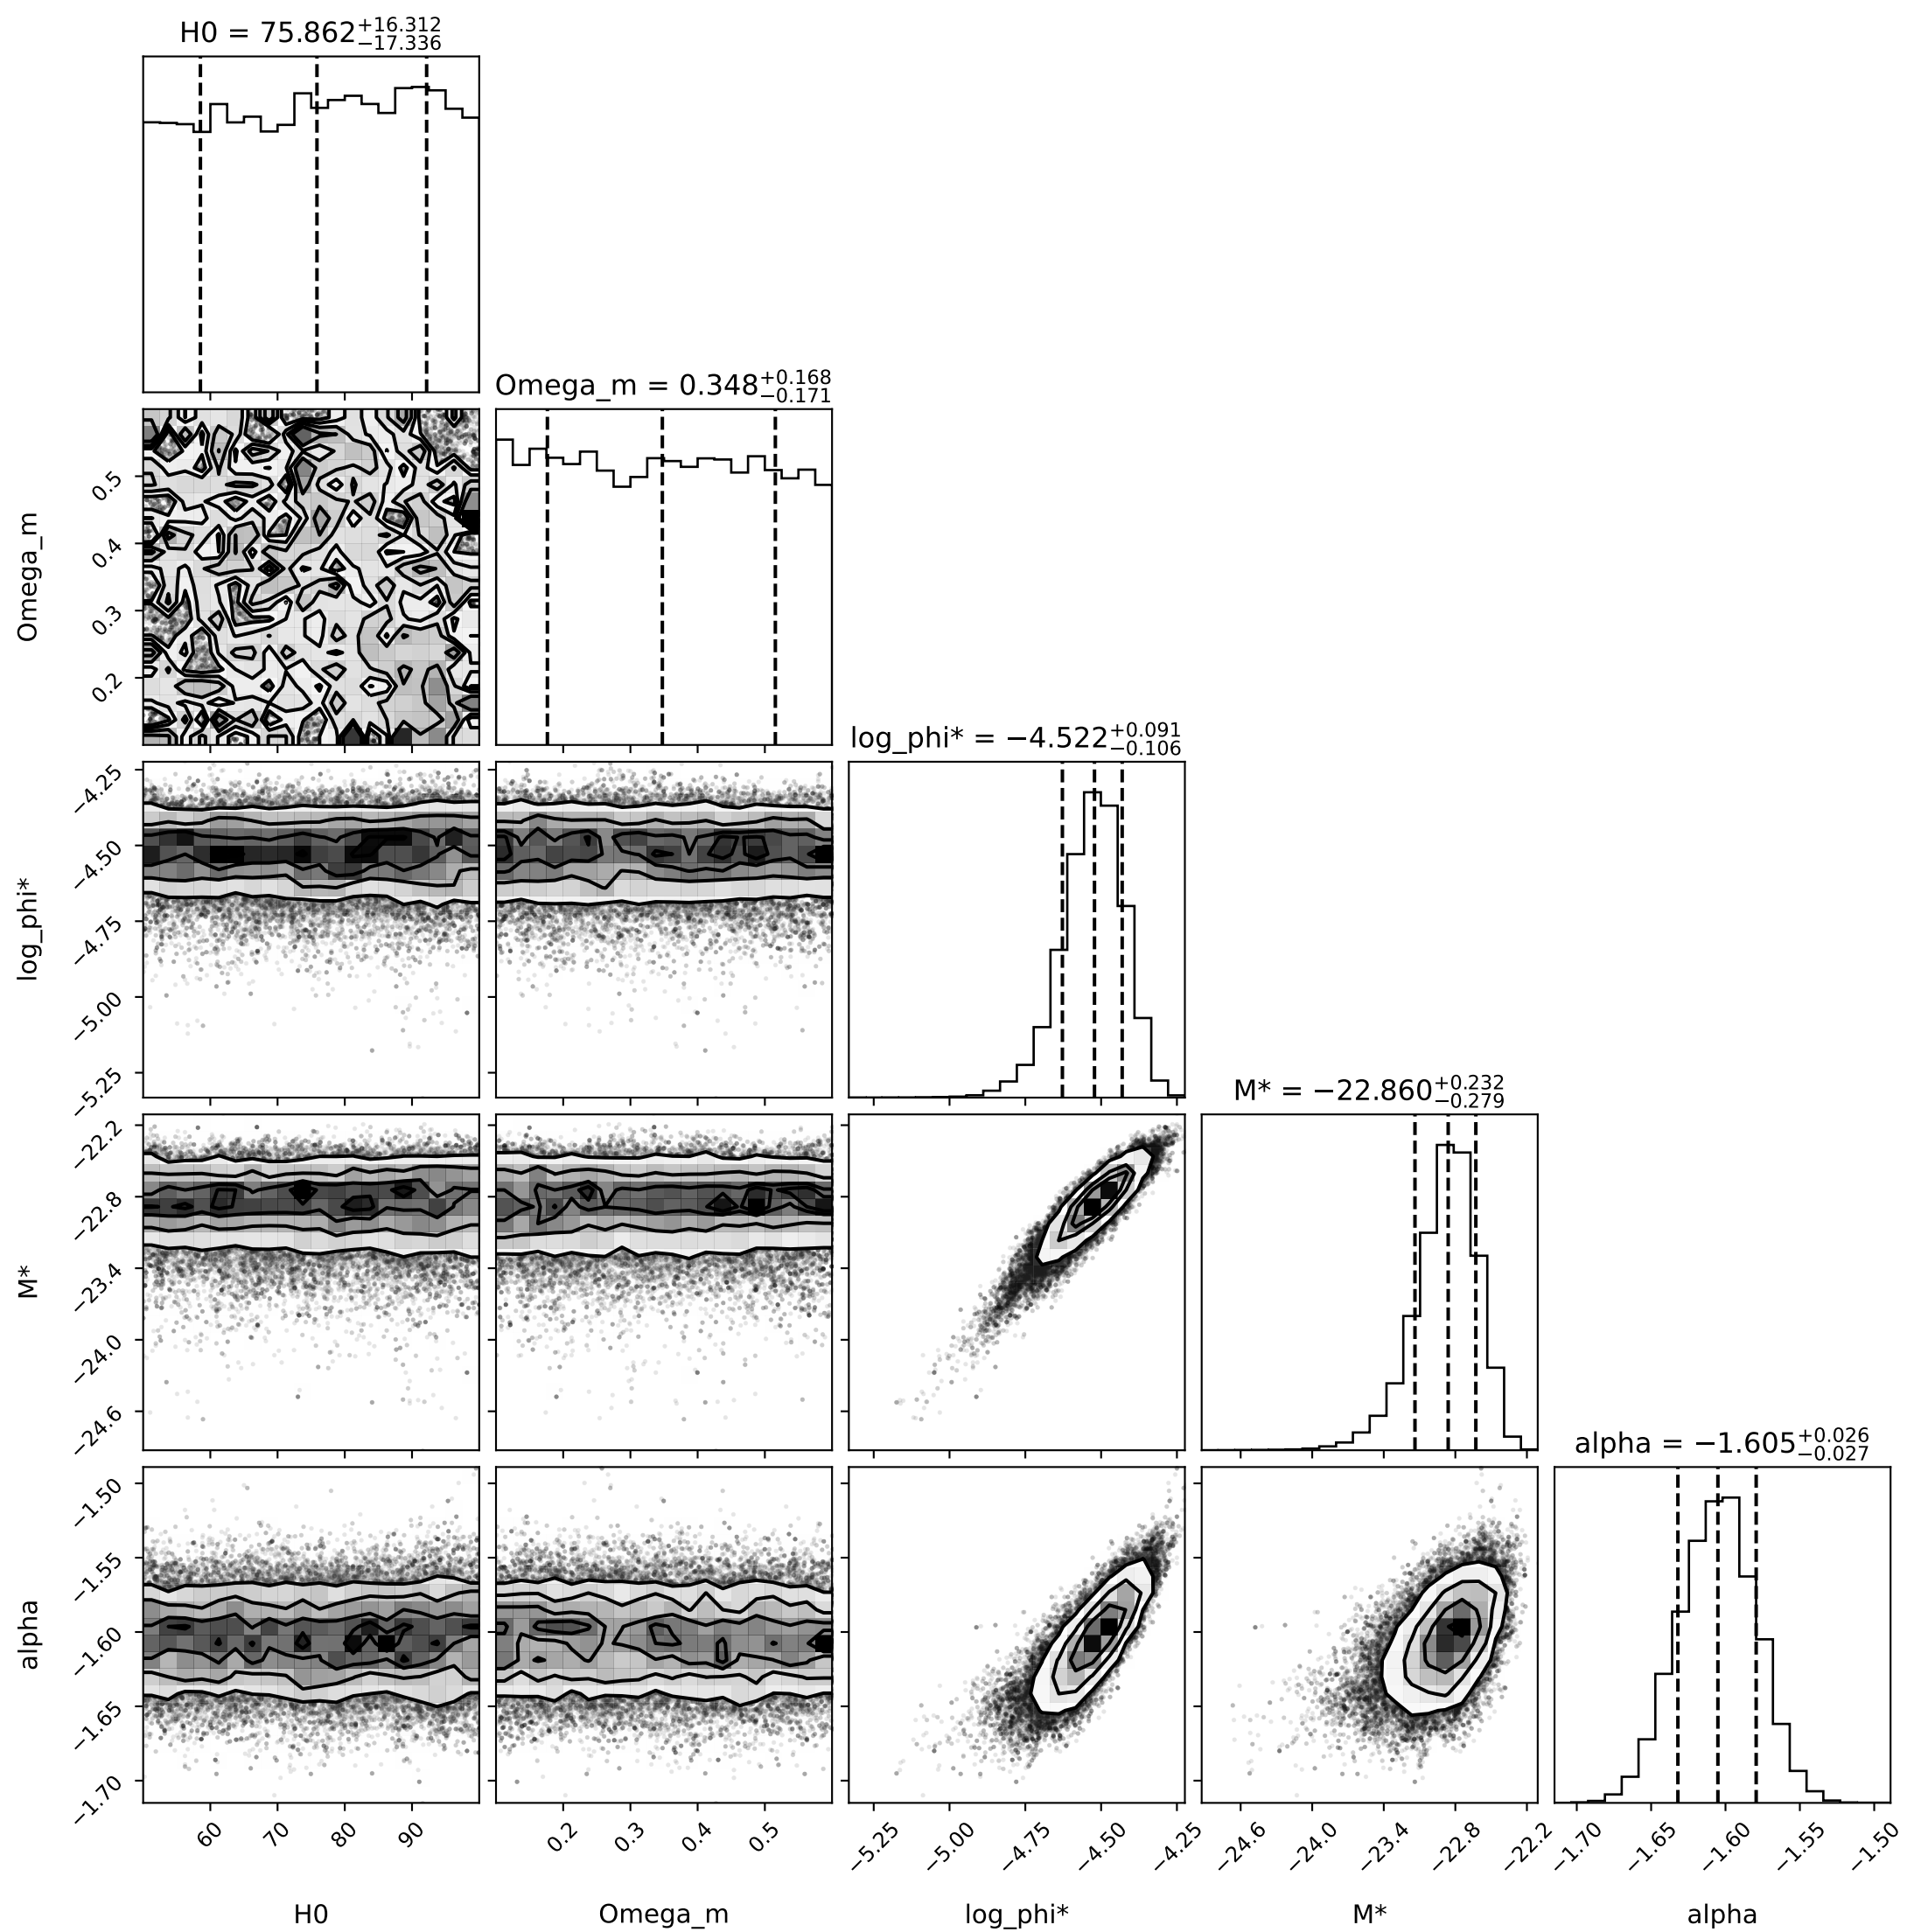 H0 = 75.862+16.312 −17.336
Omega_m = 0.348+0.168 −0.171
log_phi* = −4.522+0.091 −0.106
M* = −22.860+0.232 −0.279
alpha = −1.605+0.026 −0.027
Omega_m
0.5
0.4
0.3
0.2
log_phi*
−4.25
−4.50
−4.75
−5.00
−5.25
M*
−22.2
−22.8
−23.4
−24.0
−24.6
alpha
−1.50
−1.55
−1.60
−1.65
−1.70
60 70 80 90
0.2 0.3 0.4 0.5
−5.25 −5.00 −4.75 −4.50 −4.25
−24.6 −24.0 −23.4 −22.8 −22.2
−1.70 −1.65 −1.60 −1.55 −1.50
H0
Omega_m
log_phi*
M*
alpha